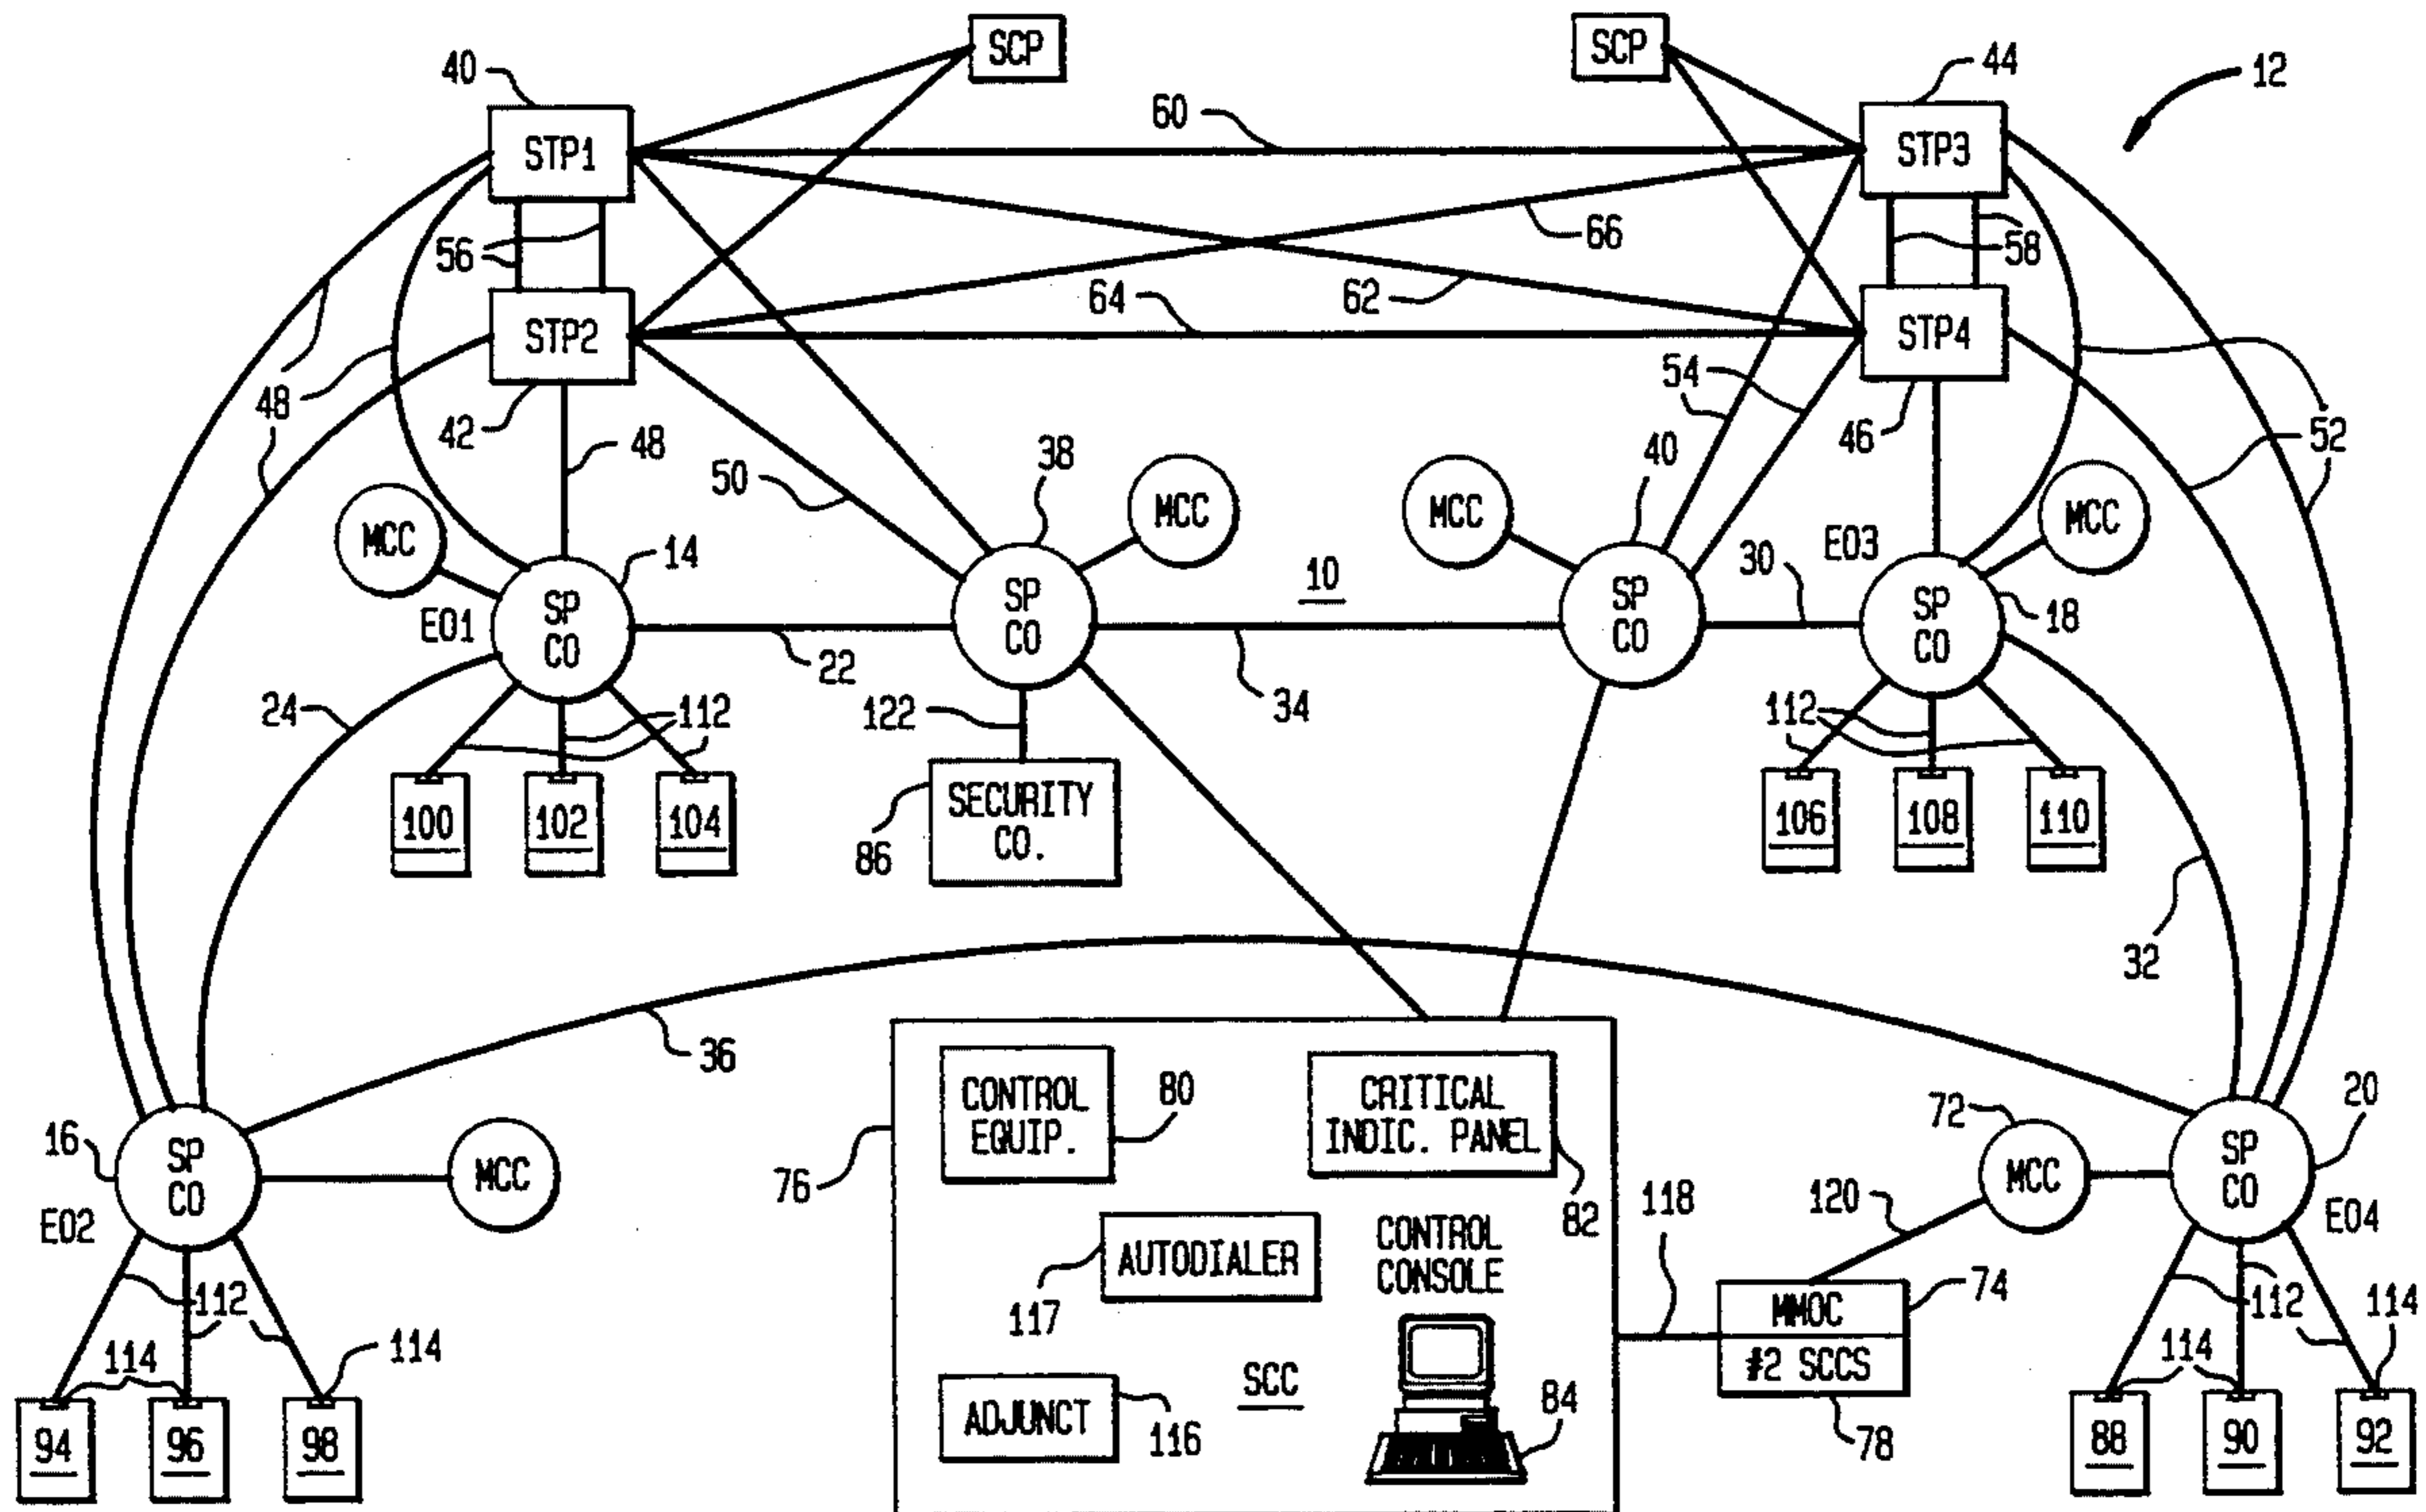 SCP
SCP
40
44
12
STP1
60
STP3
56
66
58
STP2
64
62
STP4
48
48
54
42
48
46
52
50
38
40
MCC
MCC
MCC
MCC
14
E03
E01
SP
CO
SP
CO
10
SP
CO
30
SP
CO
18
22
24
34
112
122
112
100
102
104
SECURITY
CO.
86
106
108
110
32
36
CONTROL
EQUIP.
80
CRITICAL
INDIC. PANEL
72
20
16
SP
CO
MCC
76
82
MCC
SP
CO
118
120
E02
E04
AUTODIALER
CONTROL
CONSOLE
117
74
112
MMOC
112
114
114
114
#2 SCCS
114
SCC
84
ADJUNCT
116
78
94
96
98
88
90
92